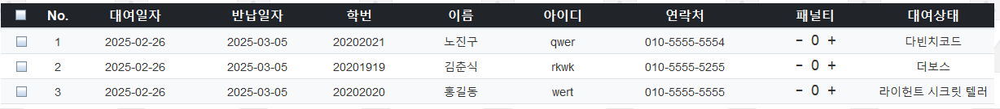 No. 대여일자 반납일자 학번 이름 아이디 연락처 패널티 대여상태
1 2025-02-26 2025-03-05 20202021 노진구 qwer 010-5555-5554 - 0 + 다빈치코드
2 2025-02-26 2025-03-05 20201919 김춘식 rkwk 010-5555-5255 - 0 + 더보스
3 2025-02-26 2025-03-05 20202020 홍길동 wert 010-5555-5555 - 0 + 라이헌트 시크릿 텔러